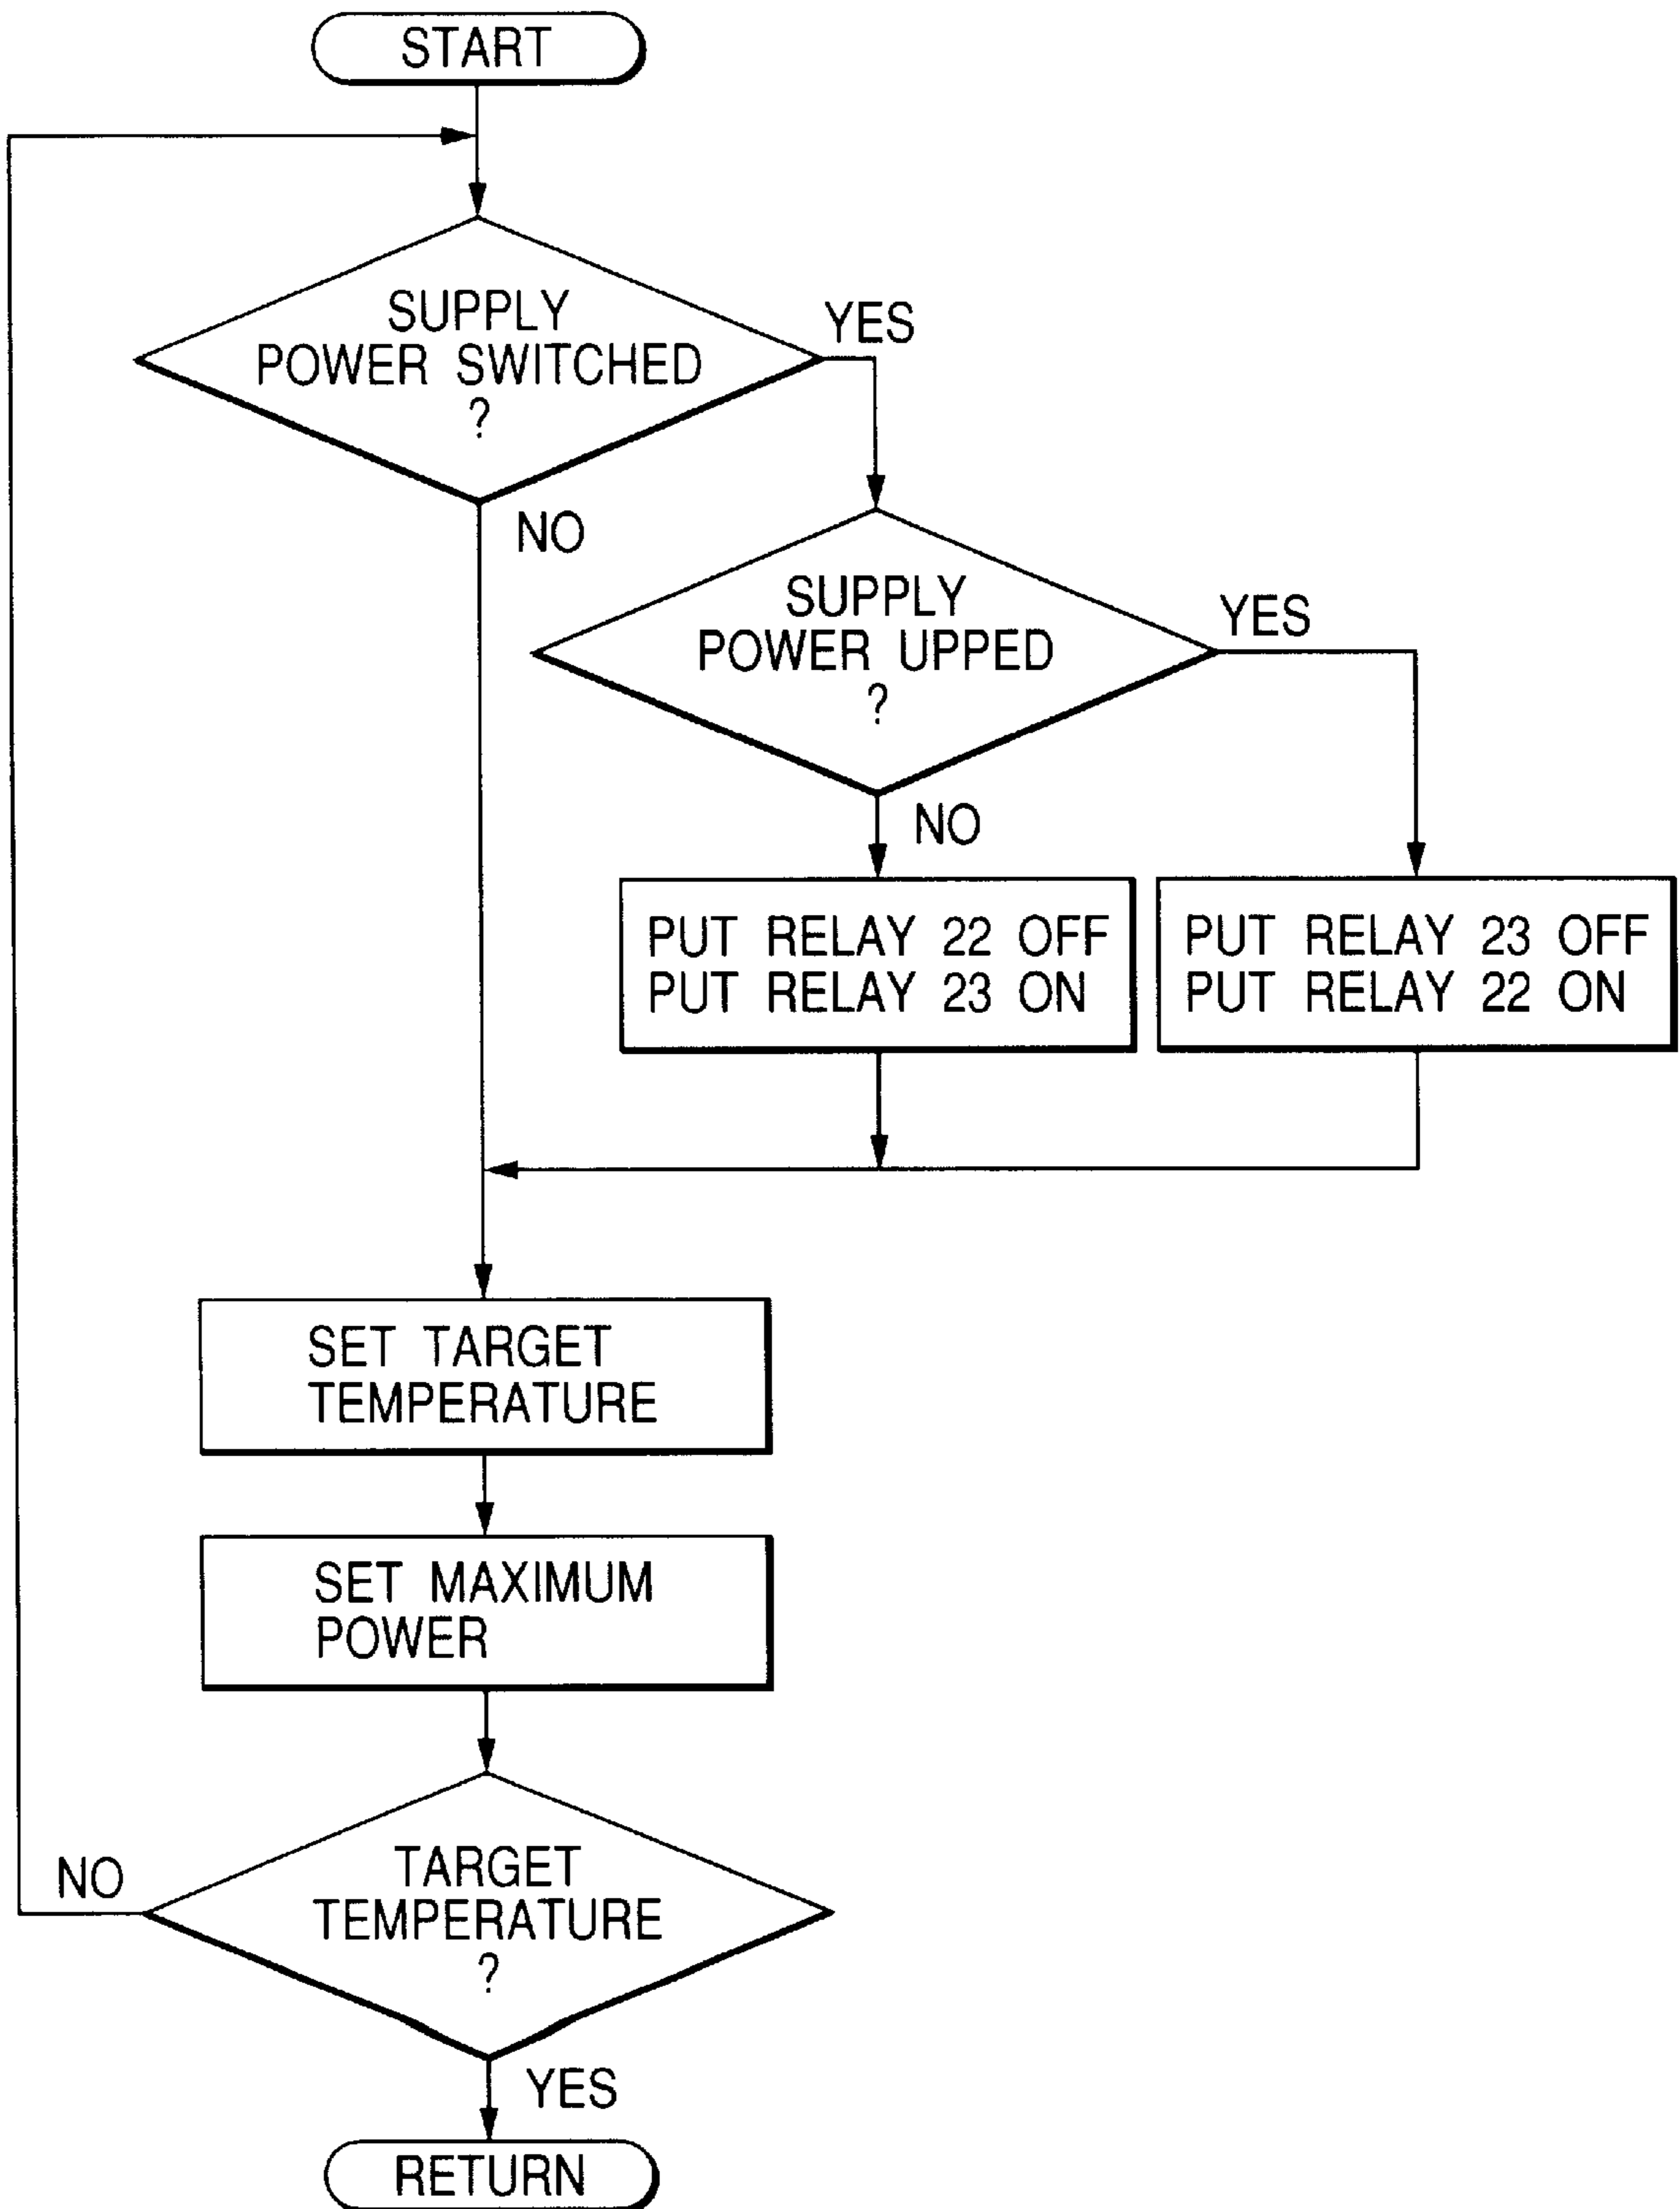 START
SUPPLY
POWER SWITCHED
?
YES
NO
SUPPLY
POWER UPPED
?
YES
NO
PUT RELAY 22 OFF
PUT RELAY 23 ON
PUT RELAY 23 OFF
PUT RELAY 22 ON
SET TARGET
TEMPERATURE
SET MAXIMUM
POWER
TARGET
TEMPERATURE
?
NO
YES
RETURN